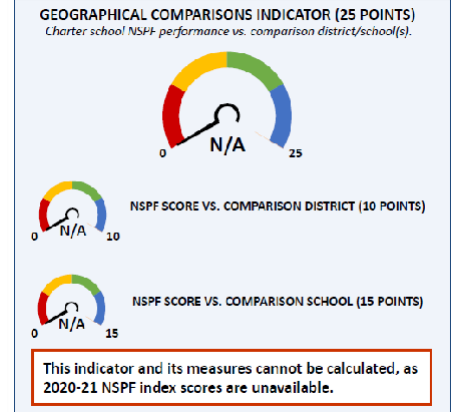 GEOGRAPHICAL COMPARISONS INDICATOR (25 POINTS)
Charter school NSPF performance vs. comparison district/school(s).
N/A
0
25
NSPF SCORE VS. COMPARISON DISTRICT (10 POINTS)
N/A
0
10
NSPF SCORE VS. COMPARISON SCHOOL (15 POINTS)
N/A
0
15
This indicator and its measures cannot be calculated, as
2020-21 NSPF index scores are unavailable.